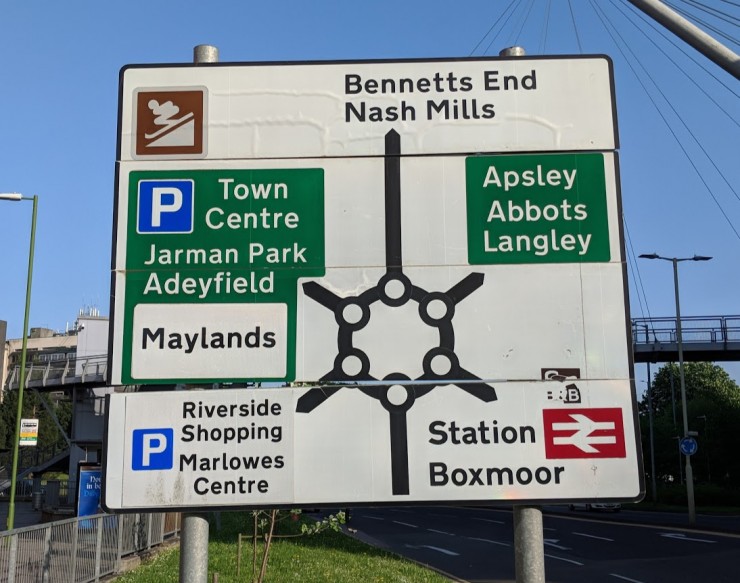 Bennetts End
Nash Mills
P
Town
Centre
Jarman Park
Adeyfield
Maylands
Apsley
Abbots
Langley
P
Riverside
Shopping
Marlowes
Centre
Station
Boxmoor